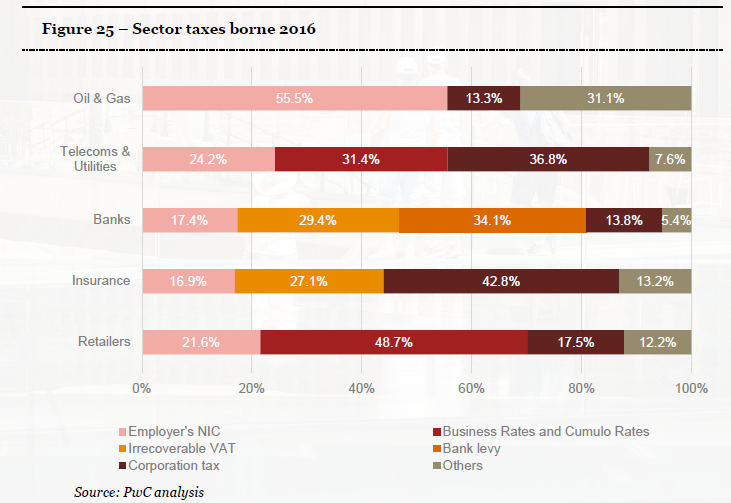 Figure 25 – Sector taxes borne 2016
Oil & Gas
55.5% 13.3% 31.1%
Telecoms &
Utilities
24.2% 31.4% 36.8% 7.6%
Banks
17.4% 29.4% 34.1% 13.8% 5.4%
Insurance
16.9% 27.1% 42.8% 13.2%
Retailers
21.6% 48.7% 17.5% 12.2%
0% 20% 40% 60% 80% 100%
Employer's NIC
Business Rates and Cumulo Rates
Irrecoverable VAT
Bank levy
Corporation tax
Others
Source: PwC analysis